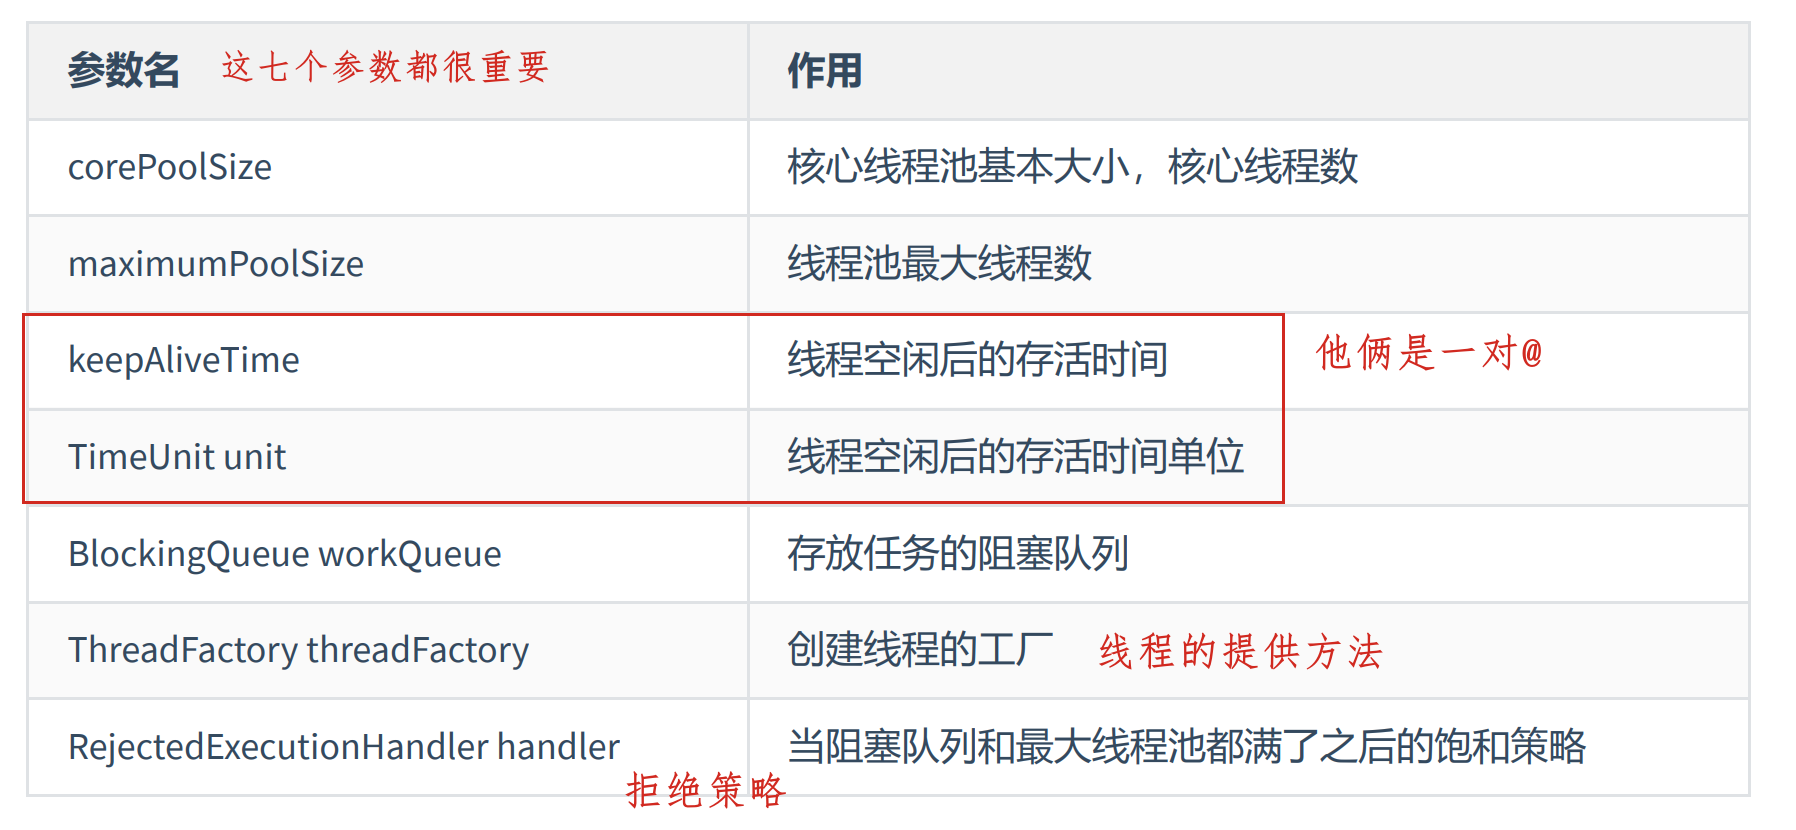 参数名 这七个参数都很重要 作用
corePoolSize 核心线程池基本大小，核心线程数
maximumPoolSize 线程池最大线程数
keepAliveTime 线程空闲后的存活时间 他俩是一对@
TimeUnit unit 线程空闲后的存活时间单位
BlockingQueue workQueue 存放任务的阻塞队列
ThreadFactory threadFactory 创建线程的工厂 线程的提供方法
RejectedExecutionHandler handler 当阻塞队列和最大线程池都满了之后的饱和策略
拒绝策略